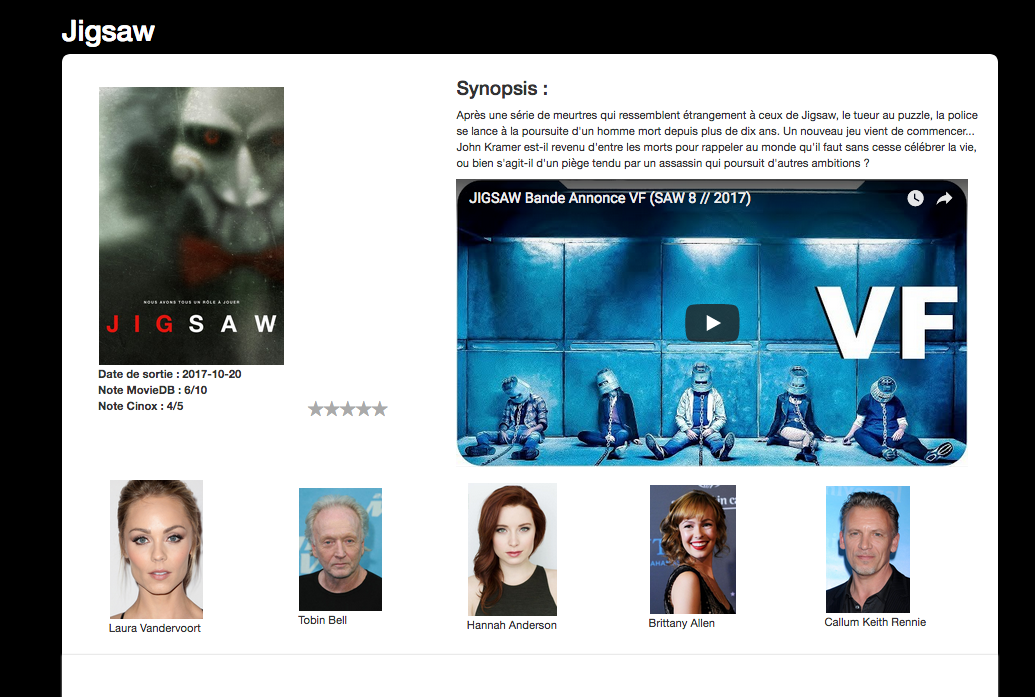 Jigsaw
Synopsis :
Après une série de meurtres qui ressemblent étrangement à ceux de Jigsaw, le tueur au puzzle, la police
se lance à la poursuite d'un homme mort depuis plus de dix ans. Un nouveau jeu vient de commencer...
John Kramer est-il revenu d'entre les morts pour rappeler au monde qu'il faut sans cesse célébrer la vie,
ou bien s'agit-il d'un piège tendu par un assassin qui poursuit d'autres ambitions ?
NOUS AVONS TOUS UN RÔLE À JOUER
JIGSAW
Date de sortie : 2017-10-20
Note MovieDB : 6/10
Note Cinox : 4/5
JIGSAW Bande Annonce VF (SAW 8 // 2017)
VF
Laura Vandervoort
Tobin Bell
Hannah Anderson
Brittany Allen
Callum Keith Rennie